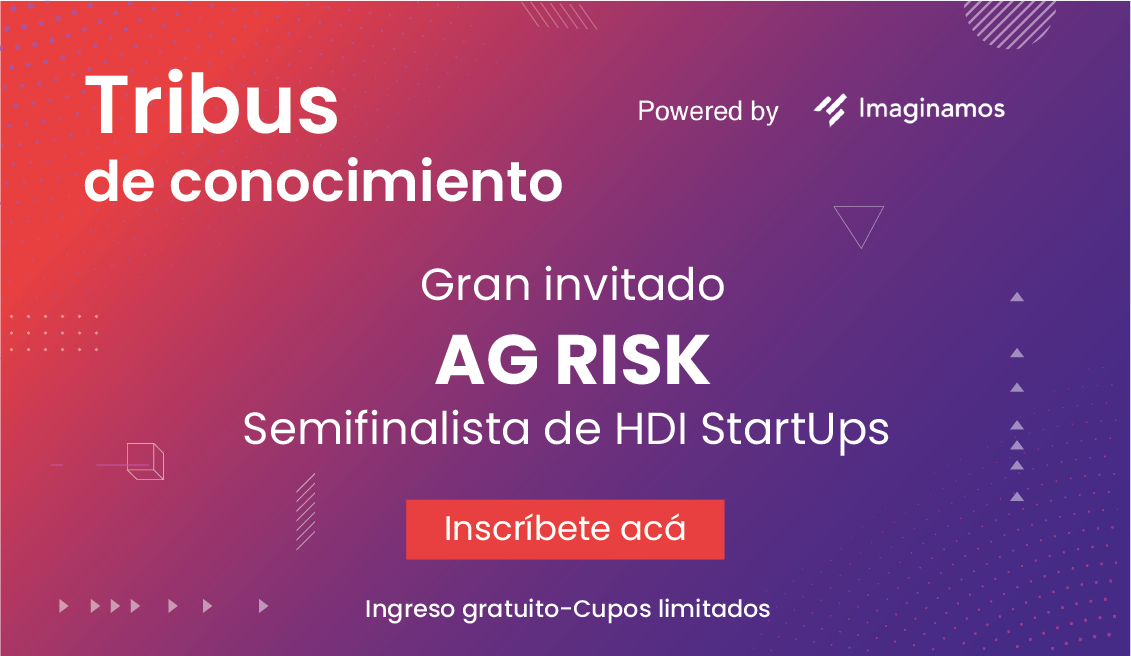 Tribus
de conocimiento
Powered by Imaginamos
Gran invitado
AG RISK
Semifinalista de HDI StartUps
Inscríbete acá
Ingreso gratuito-Cupos limitados